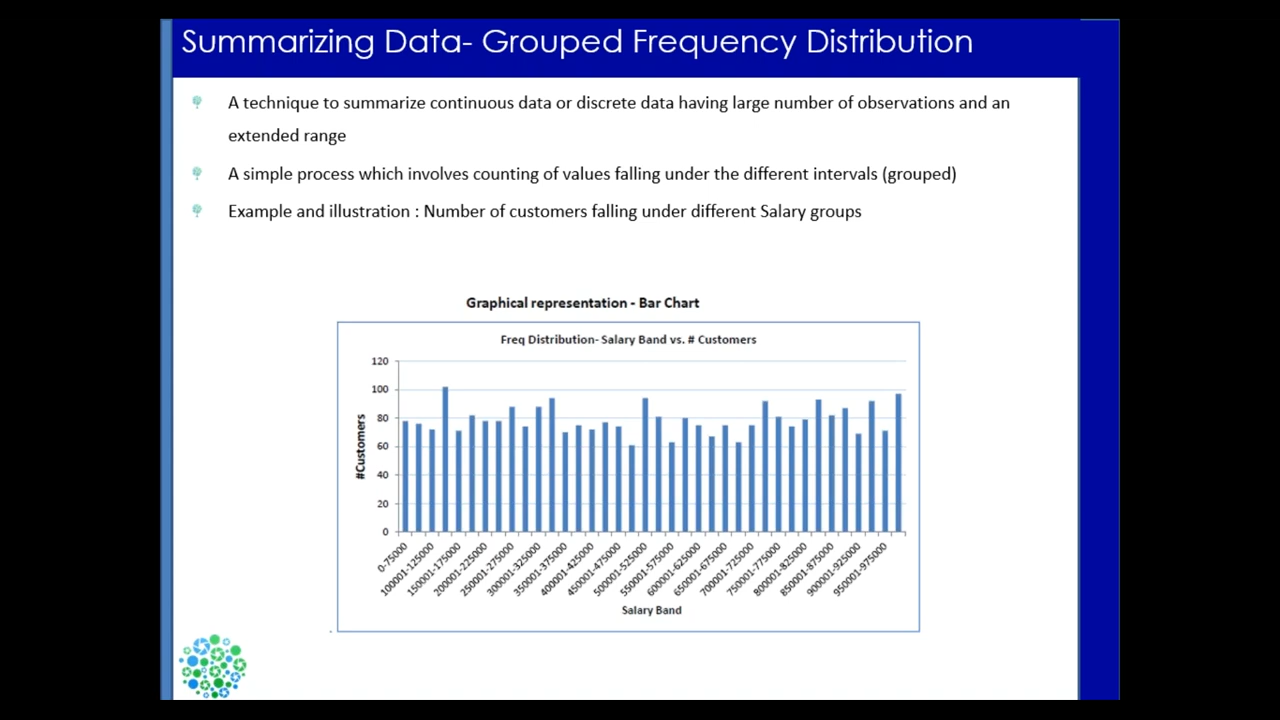 Summarizing Data- Grouped Frequency Distribution
A technique to summarize continuous data or discrete data having large number of observations and an
extended range
A simple process which involves counting of values falling under the different intervals (grouped)
Example and illustration : Number of customers falling under different Salary groups
Graphical representation - Bar Chart
Freq Distribution- Salary Band vs. # Customers
120
100
80
60
40
20
0
#Customers
0-75000
100001-125000
150001-175000
200001-225000
250001-275000
300001-325000
350001-375000
400001-425000
450001-475000
500001-525000
550001-575000
600001-625000
650001-675000
700001-725000
750001-775000
800001-825000
850001-875000
900001-925000
950001-975000
Salary Band